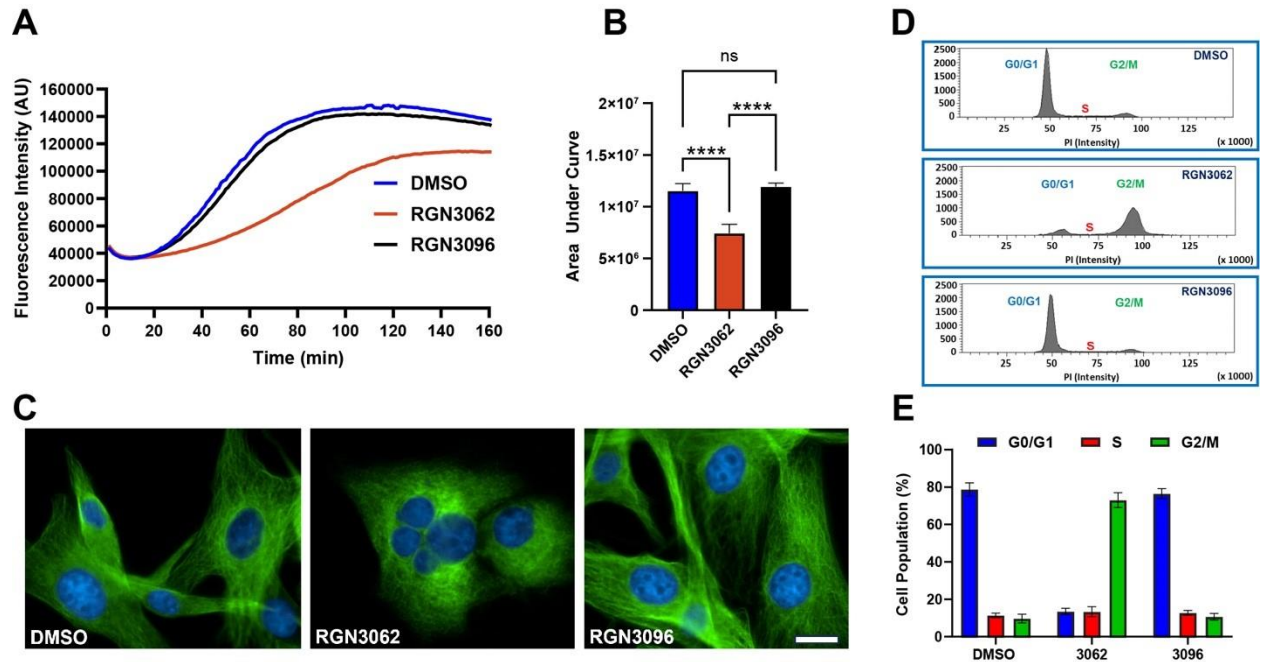 A
Fluorescence Intensity (AU)
160000
140000
120000
100000
80000
60000
40000
20000
0
0 20 40 60 80 100 120 140 160
Time (min)
DMSO
RGN3062
RGN3096
B
Area Under Curve
2×10⁷
1.5×10⁷
1×10⁷
5×10⁶
0
ns
****
****
DMSO
RGN3062
RGN3096
C
DMSO
RGN3062
RGN3096
D
2500
2000
1500
1000
500
0
G0/G1
S
G2/M
DMSO
25 50 75 100 125
PI (Intensity)
(x 1000)
2500
2000
1500
1000
500
0
G0/G1
S
G2/M
RGN3062
25 50 75 100 125
PI (Intensity)
(x 1000)
2500
2000
1500
1000
500
0
G0/G1
S
G2/M
RGN3096
25 50 75 100 125
PI (Intensity)
(x 1000)
E
G0/G1 S G2/M
Cell Population (%)
100
80
60
40
20
0
DMSO 3062 3096